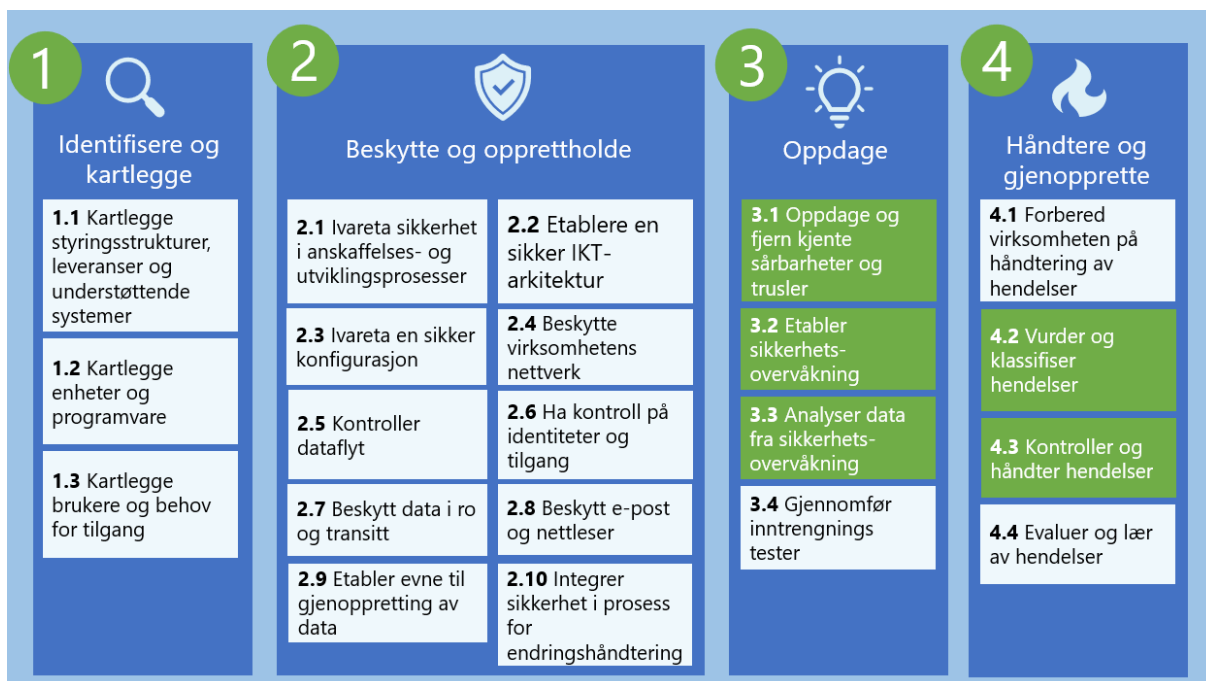 1
Identifisere og
kartlegge
1.1 Kartlegge
styringsstrukturer,
leveranser og
understøttende
systemer
1.2 Kartlegge
enheter og
programvare
1.3 Kartlegge
brukere og behov
for tilgang
2
Beskytte og opprettholde
2.1 Ivareta sikkerhet
i anskaffelses- og
utviklingsprosesser
2.2 Etablere en
sikker IKT-
arkitektur
2.3 Ivareta en sikker
konfigurasjon
2.4 Beskytte
virksomhetens
nettverk
2.5 Kontroller
dataflyt
2.6 Ha kontroll på
identiteter og
tilgang
2.7 Beskytt data i ro
og transitt
2.8 Beskytt e-post
og nettleser
2.9 Etabler evne til
gjenoppretting av
data
2.10 Integrer
sikkerhet i prosess
for
endringshåndtering
3
Oppdage
3.1 Oppdage og
fjern kjente
sårbarheter og
trusler
3.2 Etabler
sikkerhets-
overvåkning
3.3 Analyser data
fra sikkerhets-
overvåkning
3.4 Gjennomfør
inntrengnings
tester
4
Håndtere og
gjenopprette
4.1 Forbered
virksomheten på
håndtering av
hendelser
4.2 Vurder og
klassifiser
hendelser
4.3 Kontroller og
håndter hendelser
4.4 Evaluer og lær
av hendelser